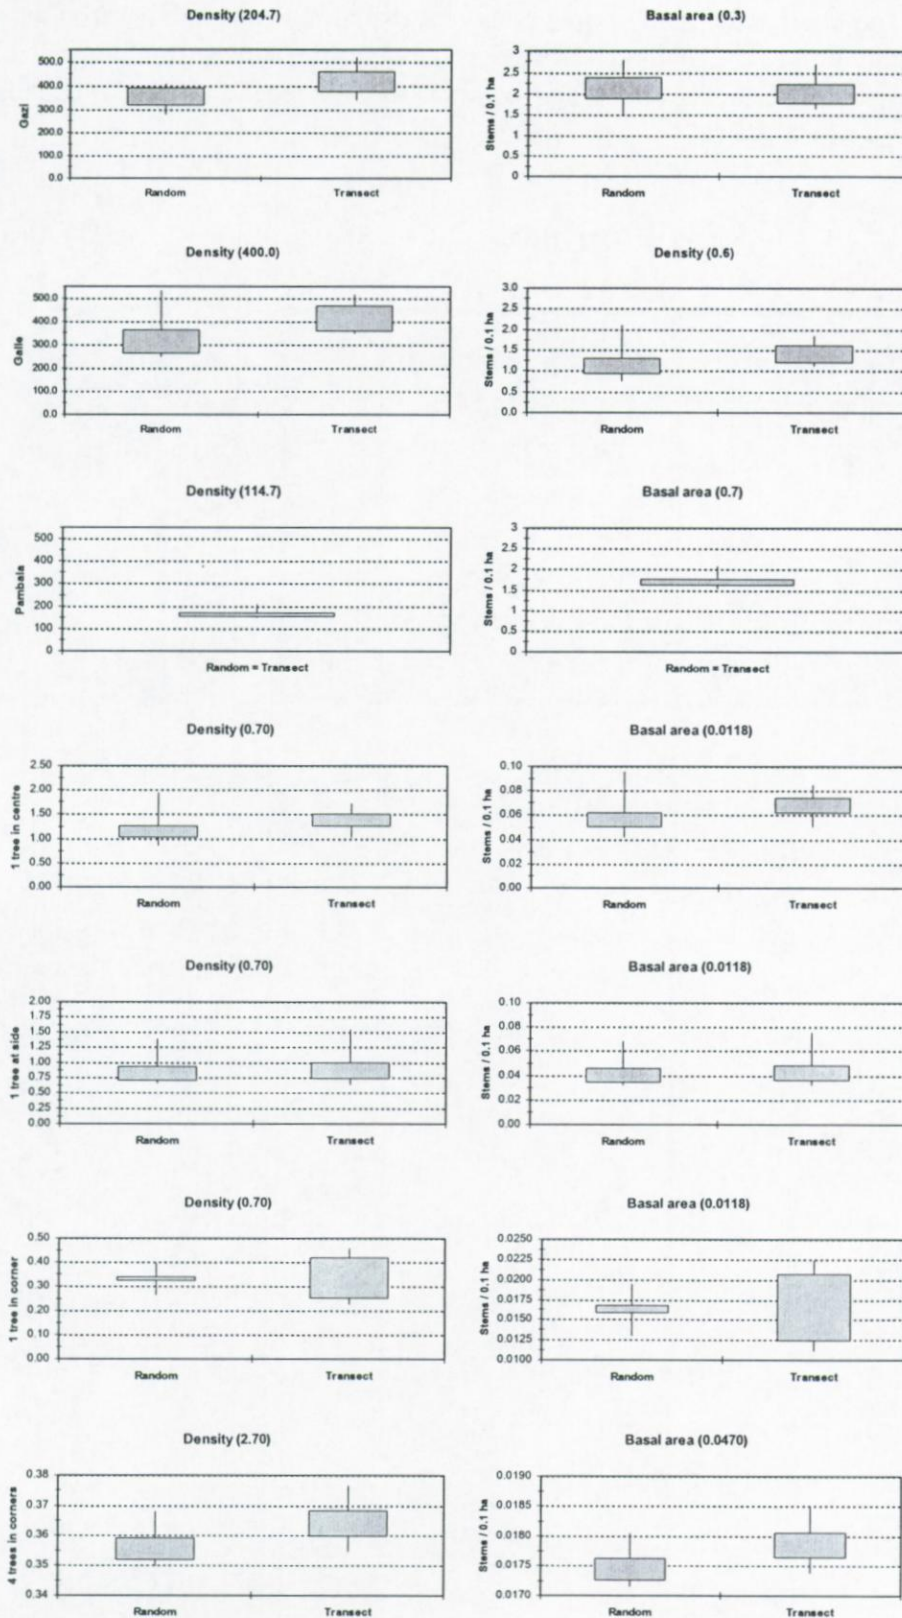 Density (204.7)
Gazi
500.0
400.0
300.0
200.0
100.0
0.0
Random Transect
Basal area (0.3)
Stems / 0.1 ha
3
2.5
2
1.5
1
0.5
0
Random Transect
Density (400.0)
Galle
500.0
400.0
300.0
200.0
100.0
0.0
Random Transect
Density (0.6)
Stems / 0.1 ha
3.0
2.5
2.0
1.5
1.0
0.5
0.0
Random Transect
Density (114.7)
Pambala
500
400
300
200
100
0
Random = Transect
Basal area (0.7)
Stems / 0.1 ha
3
2.5
2
1.5
1
0.5
0
Random = Transect
Density (0.70)
1 tree in centre
2.50
2.00
1.50
1.00
0.50
0.00
Random Transect
Basal area (0.0118)
Stems / 0.1 ha
0.10
0.08
0.06
0.04
0.02
0.00
Random Transect
Density (0.70)
1 tree at side
2.00
1.75
1.50
1.25
1.00
0.75
0.50
0.25
0.00
Random Transect
Basal area (0.0118)
Stems / 0.1 ha
0.10
0.08
0.06
0.04
0.02
0.00
Random Transect
Density (0.70)
1 tree in corner
0.50
0.40
0.30
0.20
0.10
0.00
Random Transect
Basal area (0.0118)
Stems / 0.1 ha
0.0250
0.0225
0.0200
0.0175
0.0150
0.0125
0.0100
Random Transect
Density (2.70)
4 trees in corners
0.38
0.37
0.36
0.35
0.34
Random Transect
Basal area (0.0470)
Stems / 0.1 ha
0.0190
0.0185
0.0180
0.0175
0.0170
Random Transect